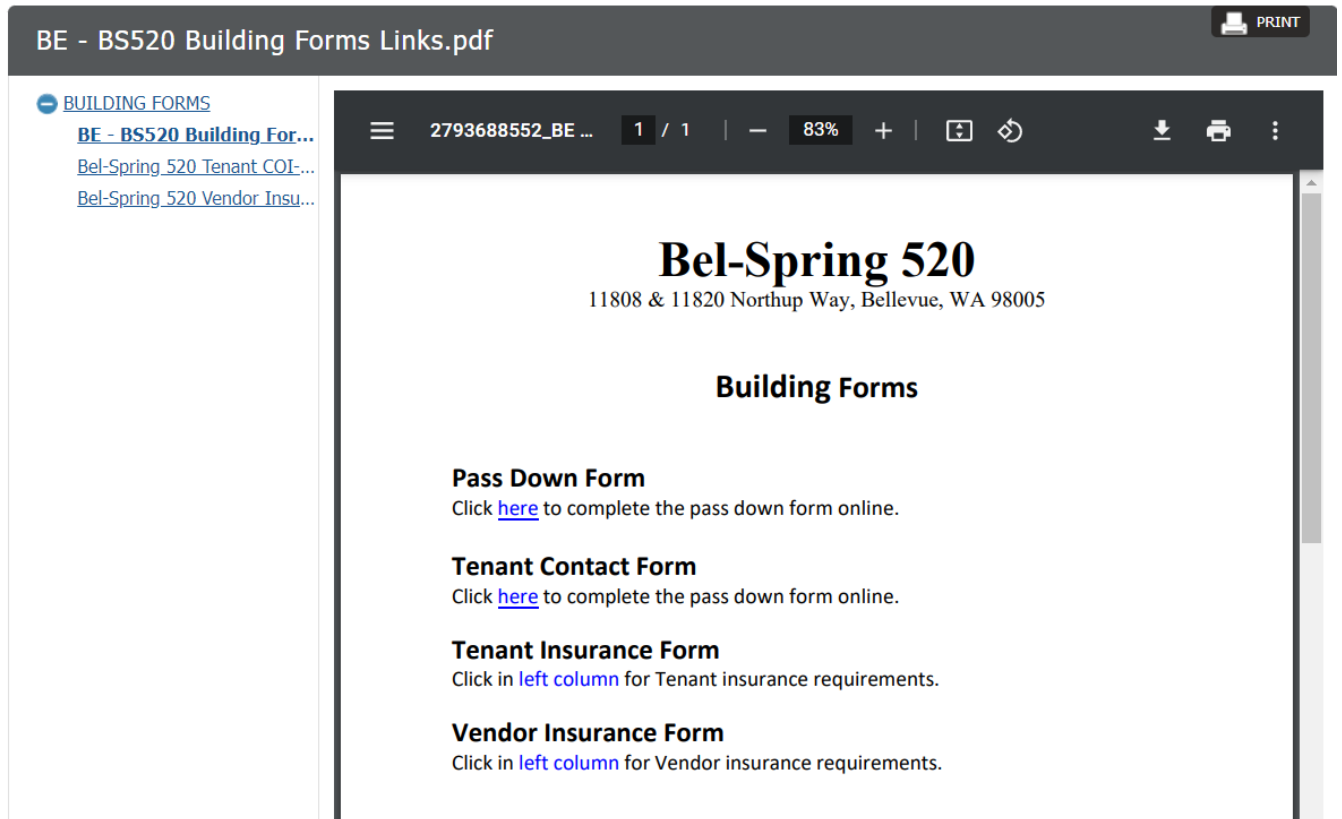 BE - BS520 Building Forms Links.pdf
PRINT
BUILDING FORMS
BE - BS520 Building For...
Bel-Spring 520 Tenant COI-...
Bel-Spring 520 Vendor Insu...
2793688552_BE ... 1 / 1 | — 83% + |
Bel-Spring 520
11808 & 11820 Northup Way, Bellevue, WA 98005
Building Forms
Pass Down Form
Click here to complete the pass down form online.
Tenant Contact Form
Click here to complete the pass down form online.
Tenant Insurance Form
Click in left column for Tenant insurance requirements.
Vendor Insurance Form
Click in left column for Vendor insurance requirements.